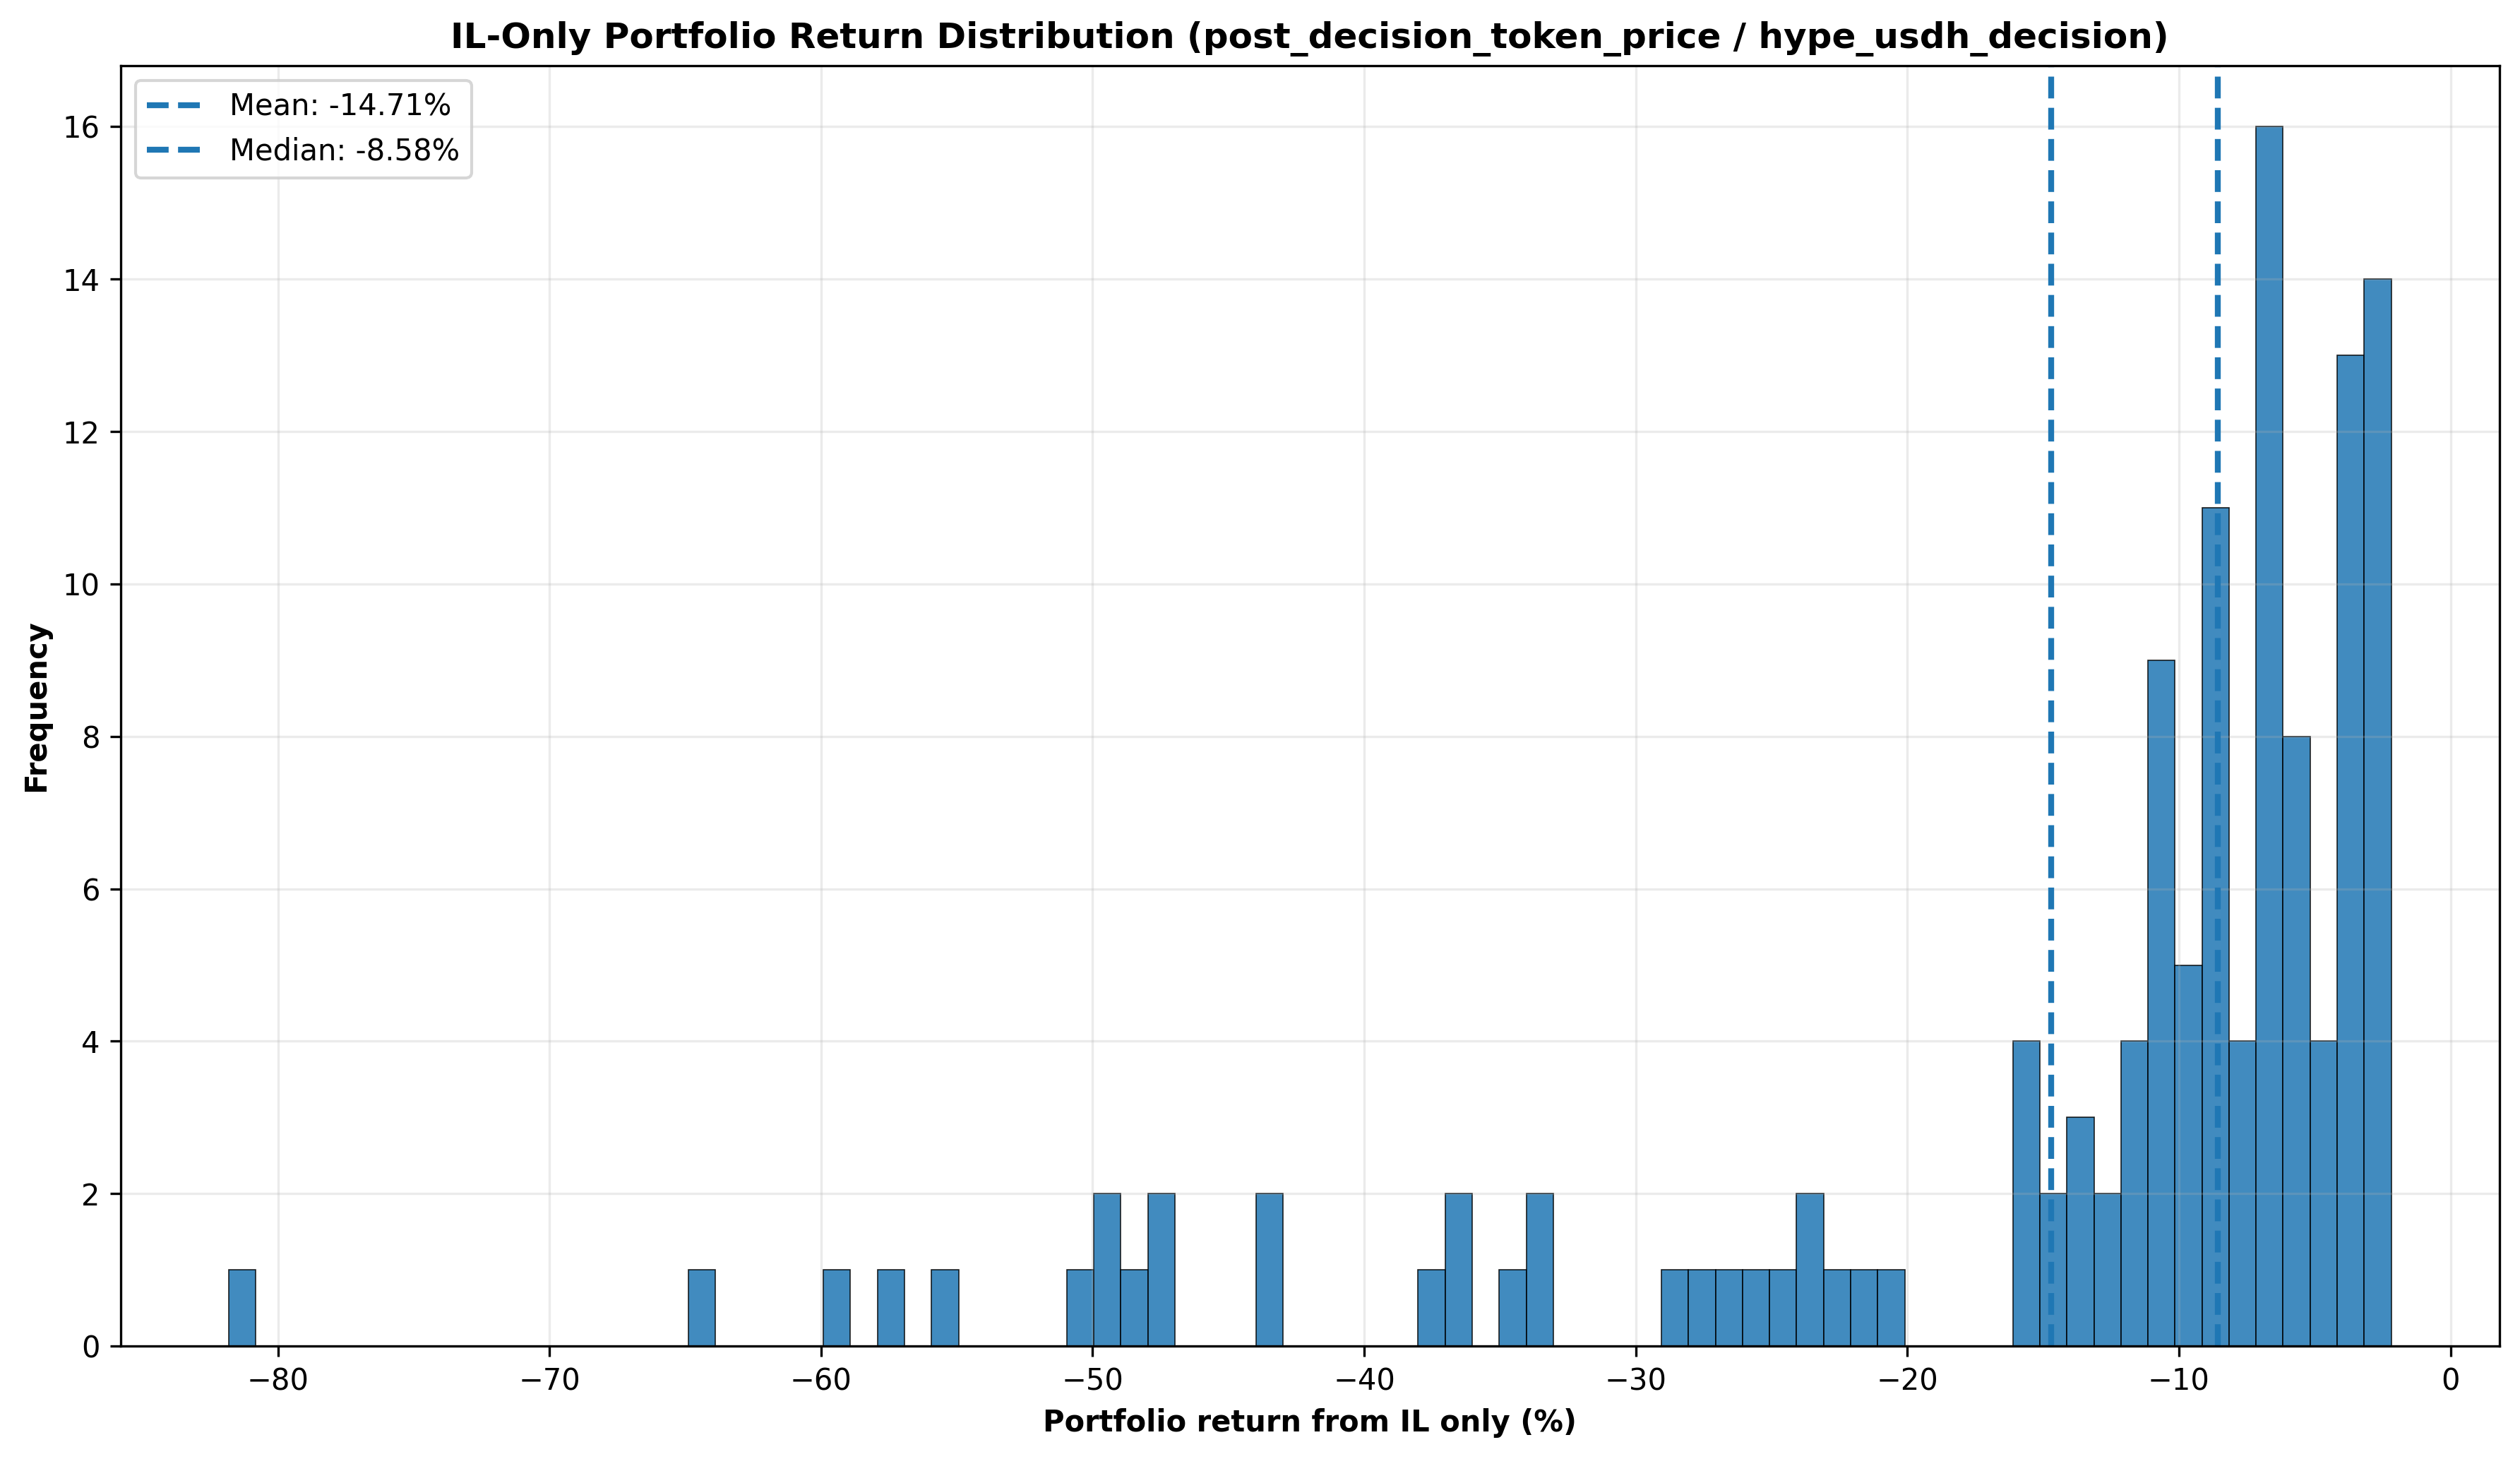 IL-Only Portfolio Return Distribution (post_decision_token_price / hype_usdh_decision)
Mean: -14.71%
Median: -8.58%
16
14
12
10
8
6
4
2
0
Frequency
−80 −70 −60 −50 −40 −30 −20 −10 0
Portfolio return from IL only (%)